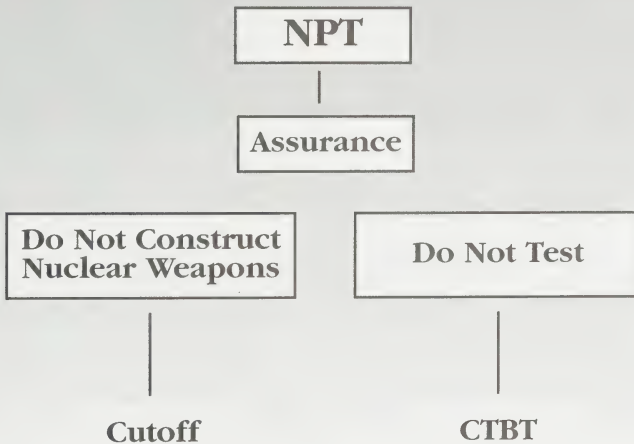 NPT
Assurance
Do Not Construct
Nuclear Weapons
Do Not Test
Cutoff
CTBT